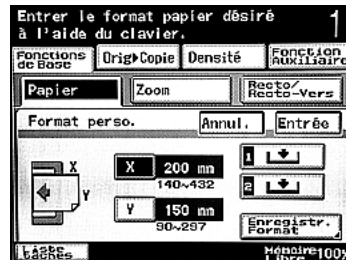 Entrer le format papier désiré 1
à l'aide du clavier.
Fonctions
de Base
Orig▸Copie
Densité
Fonction
Auxiliaire
Papier
Zoom
Recto/
Recto-Vers
Format perso.
Annul.
Entrée
X
X 200 mm
140~432
Y
Y 150 mm
90~297
1
2
Enregistr.
Format
Liste
tâches
Mémoire 100%
Libre